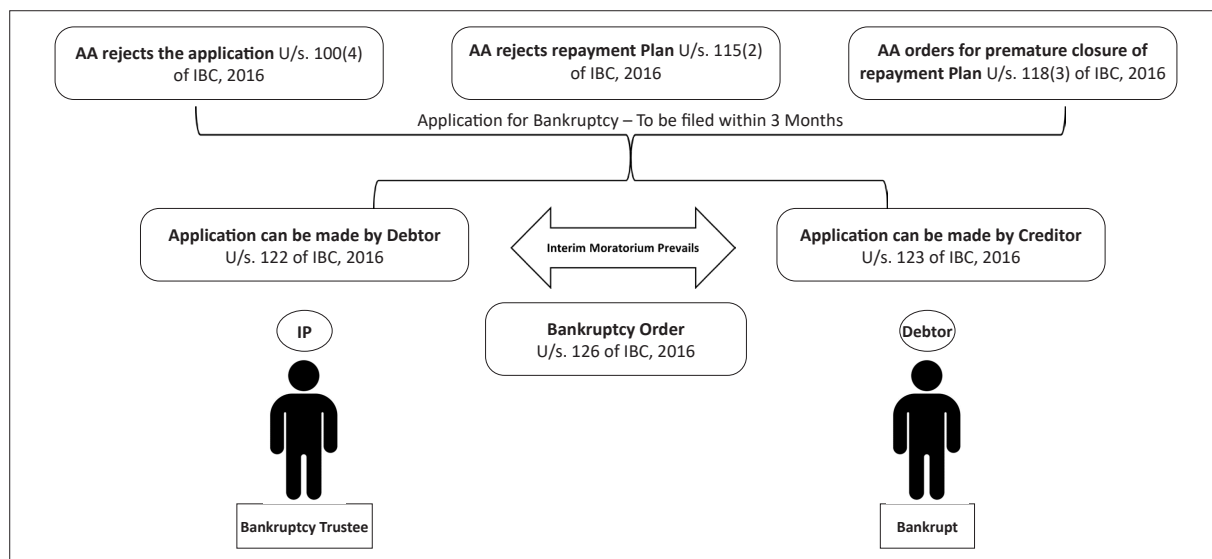 AA rejects the application U/s. 100(4)
of IBC, 2016
AA rejects repayment Plan U/s. 115(2)
of IBC, 2016
AA orders for premature closure of
repayment Plan U/s. 118(3) of IBC, 2016
Application for Bankruptcy – To be filed within 3 Months
Application can be made by Debtor
U/s. 122 of IBC, 2016
Interim Moratorium Prevails
Application can be made by Creditor
U/s. 123 of IBC, 2016
IP
Bankruptcy Order
U/s. 126 of IBC, 2016
Debtor
Bankruptcy Trustee
Bankrupt